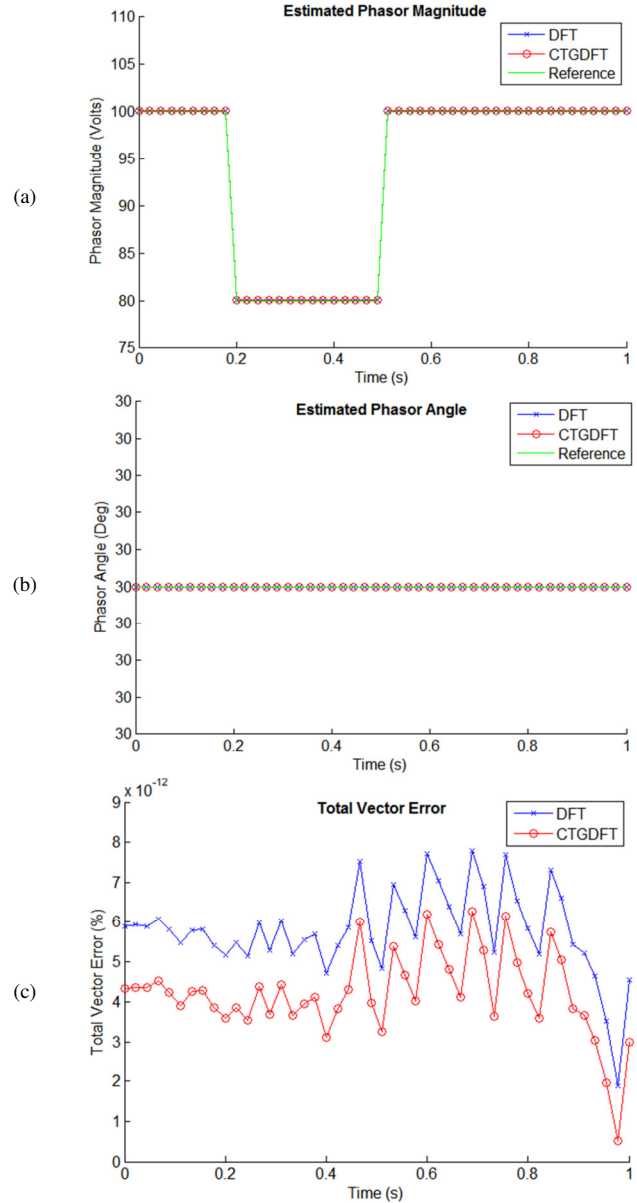 (a)
Estimated Phasor Magnitude
DFT
CTGDFT
Reference
Phasor Magnitude (Volts)
110
105
100
95
90
85
80
75
0
0.2
0.4
0.6
0.8
1
Time (s)
(b)
Estimated Phasor Angle
DFT
CTGDFT
Reference
Phasor Angle (Deg)
30
30
30
30
30
30
30
30
30
30
0
0.2
0.4
0.6
0.8
1
Time (s)
(c)
x 10^-12
Total Vector Error
DFT
CTGDFT
Total Vector Error (%)
9
8
7
6
5
4
3
2
1
0
0
0.2
0.4
0.6
0.8
1
Time (s)